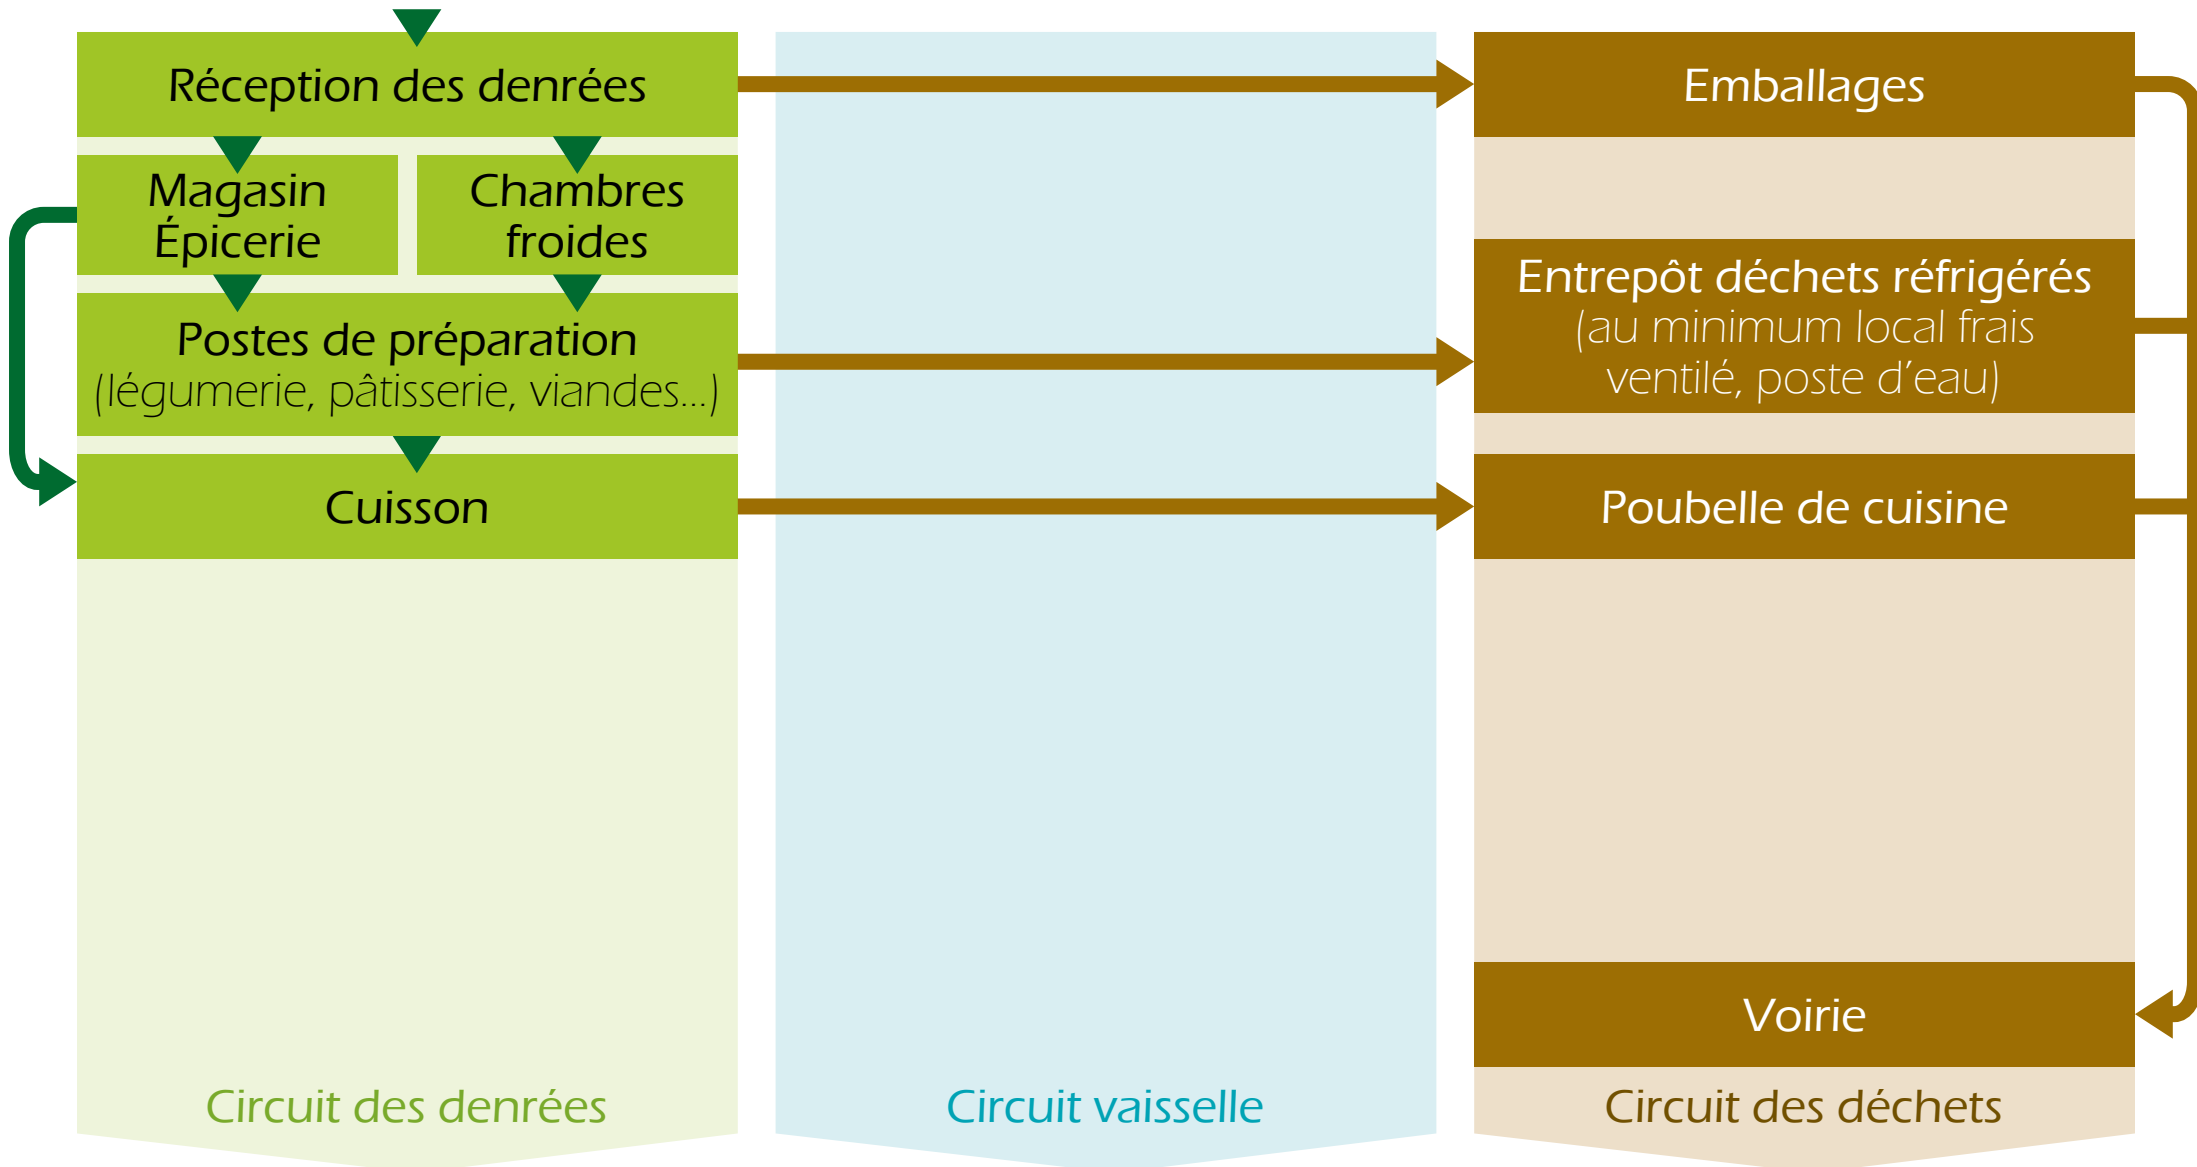 Réception des denrées
Emballages
Magasin
Épicerie
Chambres
froides
Entrepôt déchets réfrigérés
(au minimum local frais
ventilé, poste d’eau)
Postes de préparation
(légumerie, pâtisserie, viandes...)
Cuisson
Poubelle de cuisine
Voirie
Circuit des denrées
Circuit vaisselle
Circuit des déchets